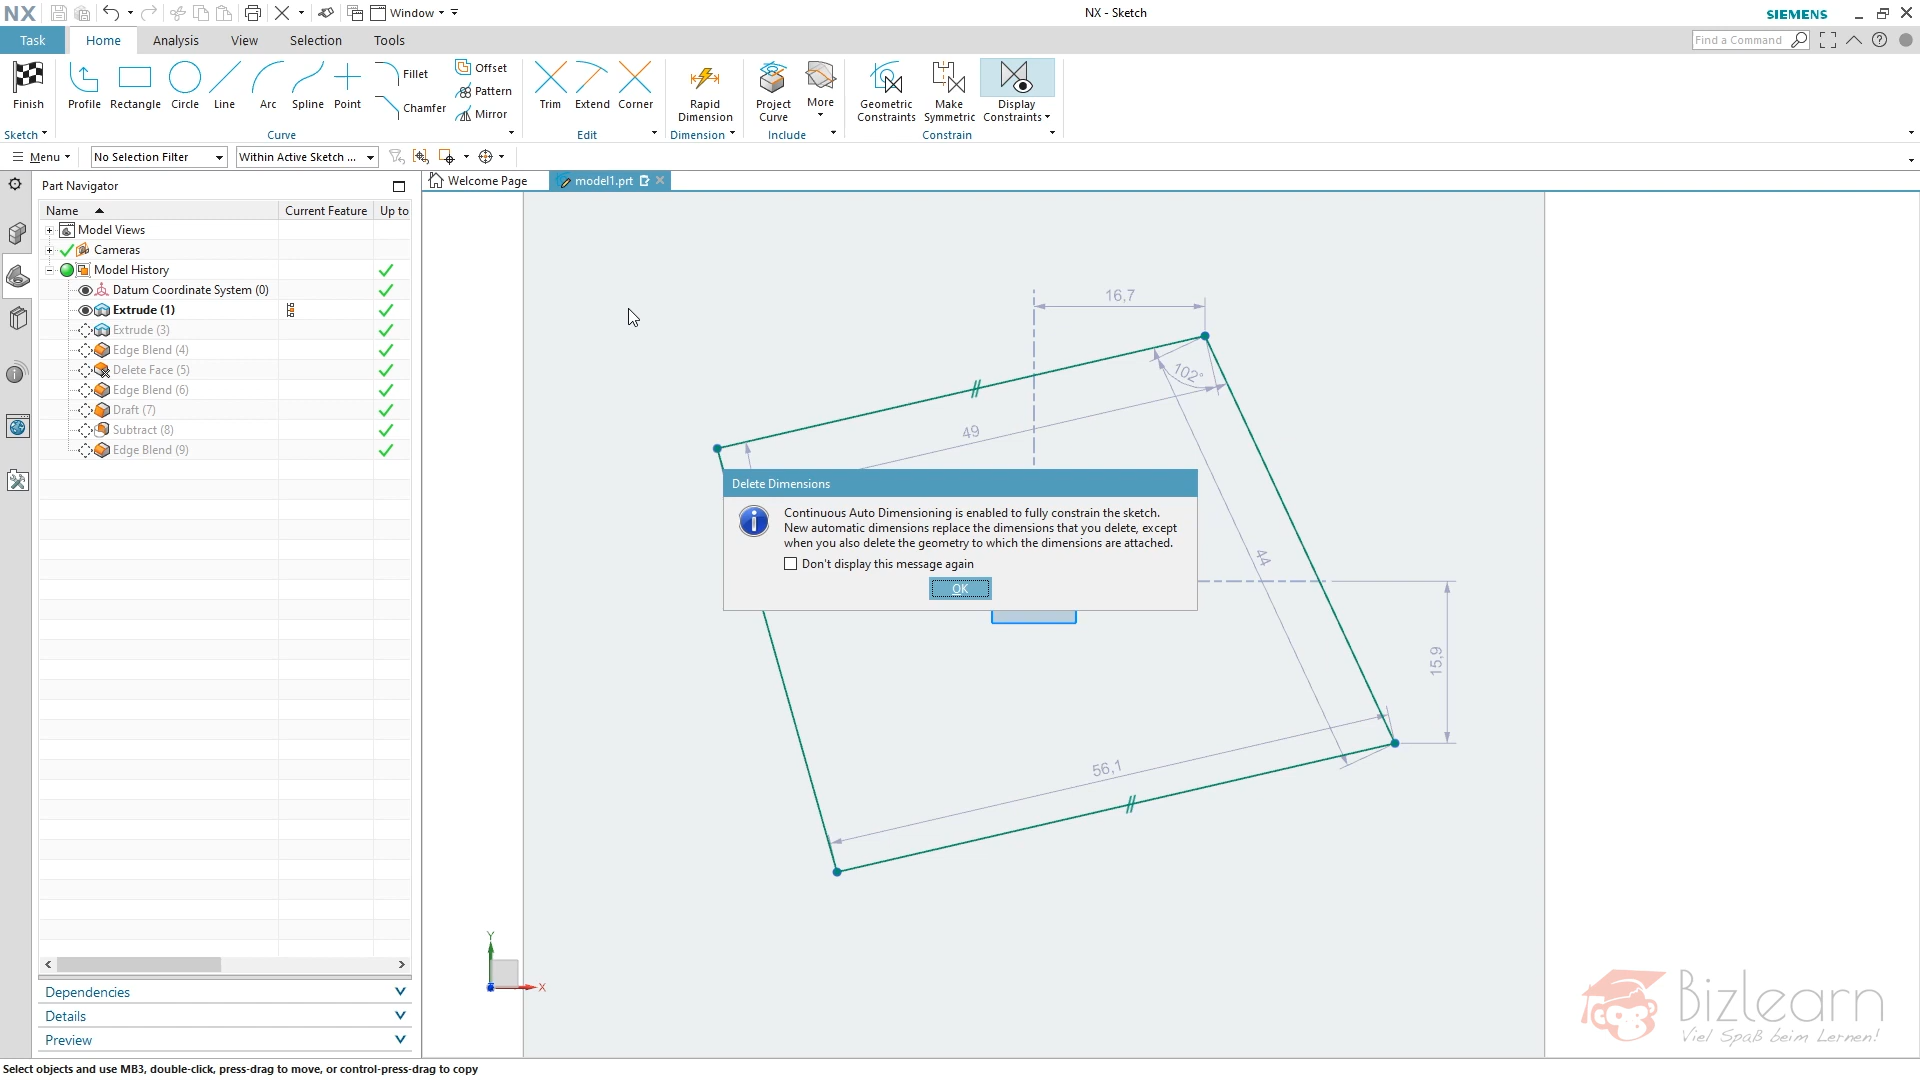 NX
Window
NX - Sketch
SIEMENS
Task
Home
Analysis
View
Selection
Tools
Find a Command
Finish
Profile
Rectangle
Circle
Line
Arc
Spline
Point
Fillet
Chamfer
Offset
Pattern
Mirror
Trim
Extend
Corner
Rapid Dimension
Project Curve
More
Geometric Constraints
Make Symmetric
Display Constraints
Sketch
Curve
Edit
Dimension
Include
Constrain
Menu
No Selection Filter
Within Active Sketch ...
Part Navigator
Welcome Page
model1.prt
Name
Current Feature
Up to
Model Views
Cameras
Model History
Datum Coordinate System (0)
Extrude (1)
Extrude (3)
Edge Blend (4)
Delete Face (5)
Edge Blend (6)
Draft (7)
Subtract (8)
Edge Blend (9)
16,7
102°
49
Delete Dimensions
Continuous Auto Dimensioning is enabled to fully constrain the sketch.
New automatic dimensions replace the dimensions that you delete, except
when you also delete the geometry to which the dimensions are attached.
Don't display this message again
OK
44
15,9
56,1
Y
X
Dependencies
Details
Preview
Bizlearn
Viel Spaß beim Lernen!
Select objects and use MB3, double-click, press-drag to move, or control-press-drag to copy